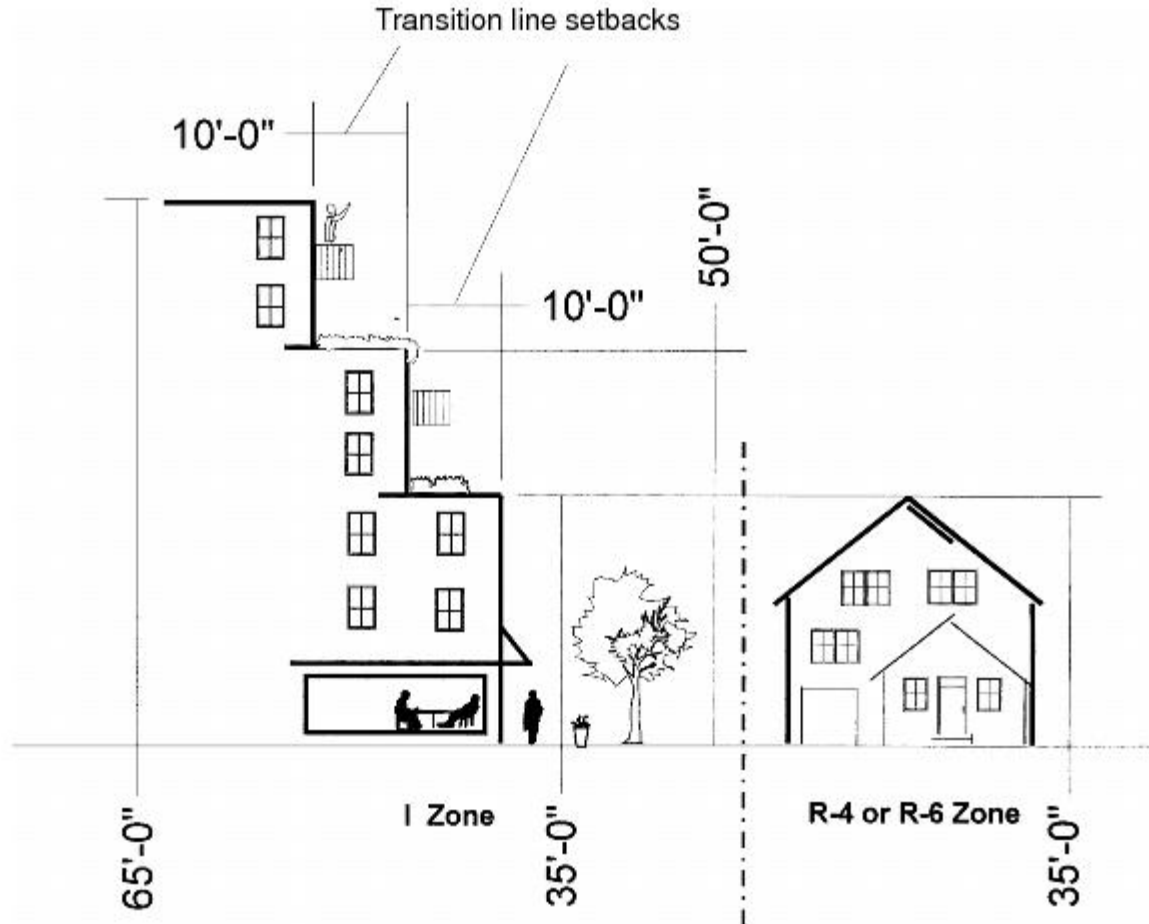 Transition line setbacks
10'-0"
50'-0"
10'-0"
I Zone
R-4 or R-6 Zone
65'-0"
35'-0"
35'-0"